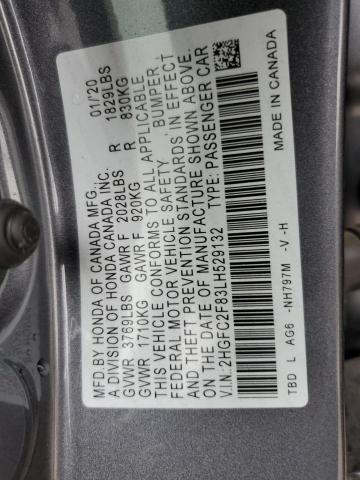 MFD.BY HONDA OF CANADA MFG., 01/20
A DIVISION OF HONDA CANADA INC.
GVWR 3769LBS GAWR F 2028LBS R 1829LBS
GVWR 1710KG GAWR F 920KG R 830KG
THIS VEHICLE CONFORMS TO ALL APPLICABLE
FEDERAL MOTOR VEHICLE SAFETY, BUMPER,
AND THEFT PREVENTION STANDARDS IN EFFECT
ON THE DATE OF MANUFACTURE SHOWN ABOVE.
V.I.N. 2HGFC2F83LH529132 TYPE: PASSENGER CAR
TBD L AG6 -NH797M -V -H MADE IN CANADA